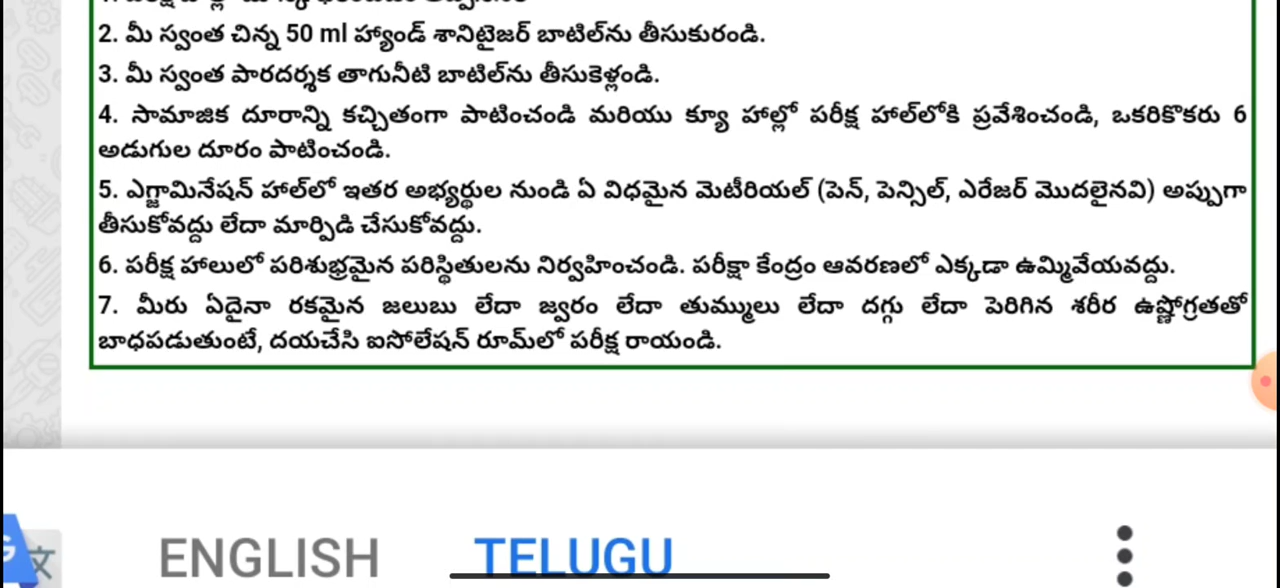 2. మీ స్వంత చిన్న 50 ml హ్యాండ్ శానిటైజర్ బాటిల్‌ను తీసుకురండి.
3. మీ స్వంత పారదర్శక తాగునీటి బాటిల్‌ను తీసుకెళ్లండి.
4. సామాజిక దూరాన్ని కచ్చితంగా పాటించండి మరియు క్యూ హాల్లో పరీక్ష హాల్‌లోకి ప్రవేశించండి, ఒకరికొకరు 6
అడుగుల దూరం పాటించండి.
5. ఎగ్జామినేషన్ హాల్‌లో ఇతర అభ్యర్థుల నుండి ఏ విధమైన మెటీరియల్ (పెన్, పెన్సిల్, ఎరేజర్ మొదలైనవి) అప్పుగా
తీసుకోవద్దు లేదా మార్పిడి చేసుకోవద్దు.
6. పరీక్ష హాలులో పరిశుభ్రమైన పరిస్థితులను నిర్వహించండి. పరీక్షా కేంద్రం ఆవరణలో ఎక్కడా ఉమ్మివేయవద్దు.
7. మీరు ఏదైనా రకమైన జలుబు లేదా జ్వరం లేదా తుమ్ములు లేదా దగ్గు లేదా పెరిగిన శరీర ఉష్ణోగ్రతతో
బాధపడుతుంటే, దయచేసి ఐసోలేషన్ రూమ్‌లో పరీక్ష రాయండి.
G 文 ENGLISH TELUGU